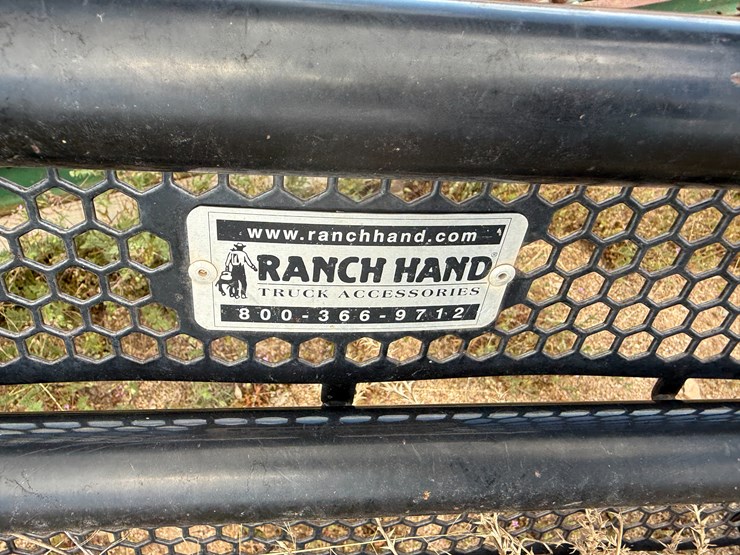 www.ranchhand.com
RANCH HAND
TRUCK ACCESSORIES
800-366-9712